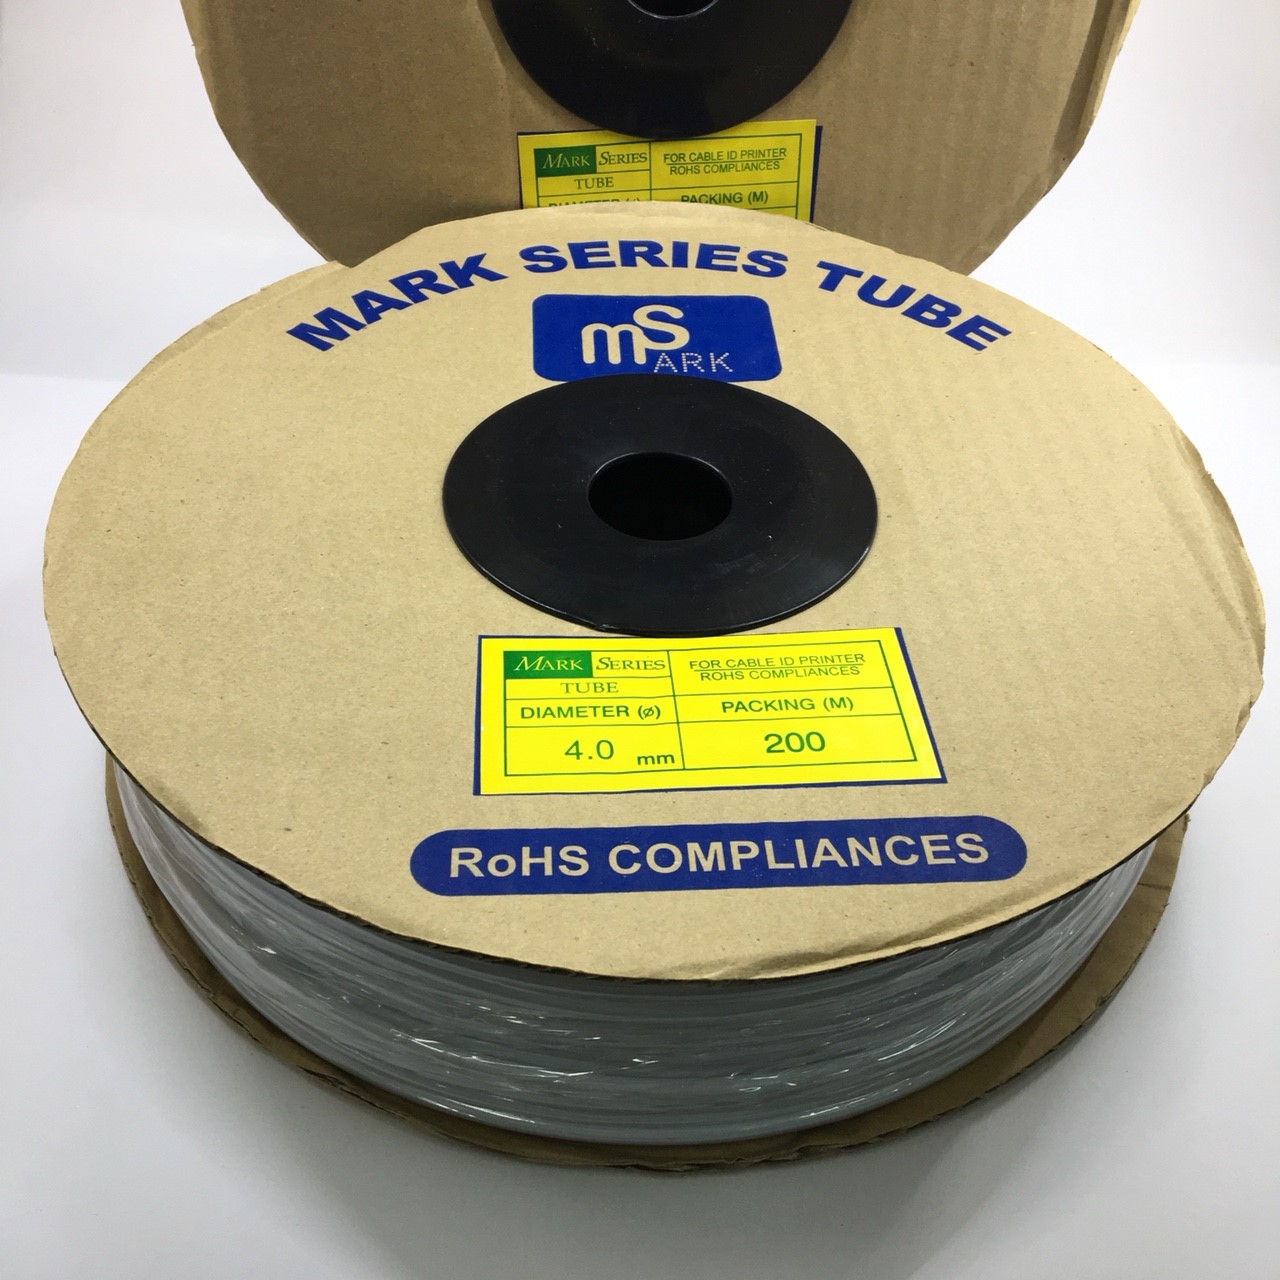 MARK SERIES
TUBE
FOR CABLE ID PRINTER
ROHS COMPLIANCES
PACKING (M)
MARK SERIES TUBE
mS
ARK
MARK SERIES
TUBE
FOR CABLE ID PRINTER
ROHS COMPLIANCES
DIAMETER (ø)
PACKING (M)
4.0 mm
200
RoHS COMPLIANCES